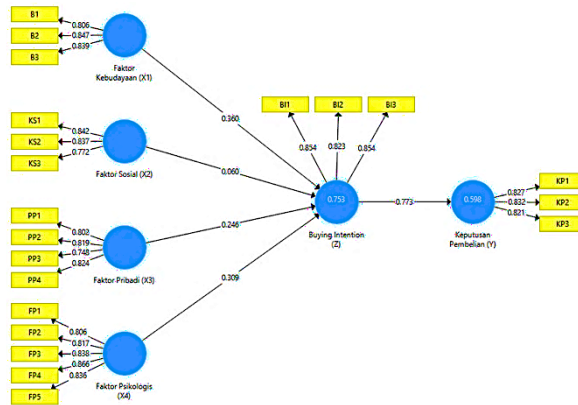 B1
0.806
B2
0.847
B3
0.839
Faktor
Kebudayaan (X1)
0.360
BI1
BI2
BI3
0.854
0.823
0.854
KS1
0.842
KS2
0.837
KS3
0.772
Faktor Sosial (X2)
0.060
PP1
0.802
PP2
0.819
PP3
0.748
PP4
0.824
Faktor Pribadi (X3)
0.246
0.753
Buying Intention
(Z)
0.773
0.598
Keputusan
Pembelian (Y)
KP1
0.827
KP2
0.832
KP3
0.821
0.309
FP1
0.806
FP2
0.817
FP3
0.838
FP4
0.866
FP5
0.836
Faktor Psikologis
(X4)